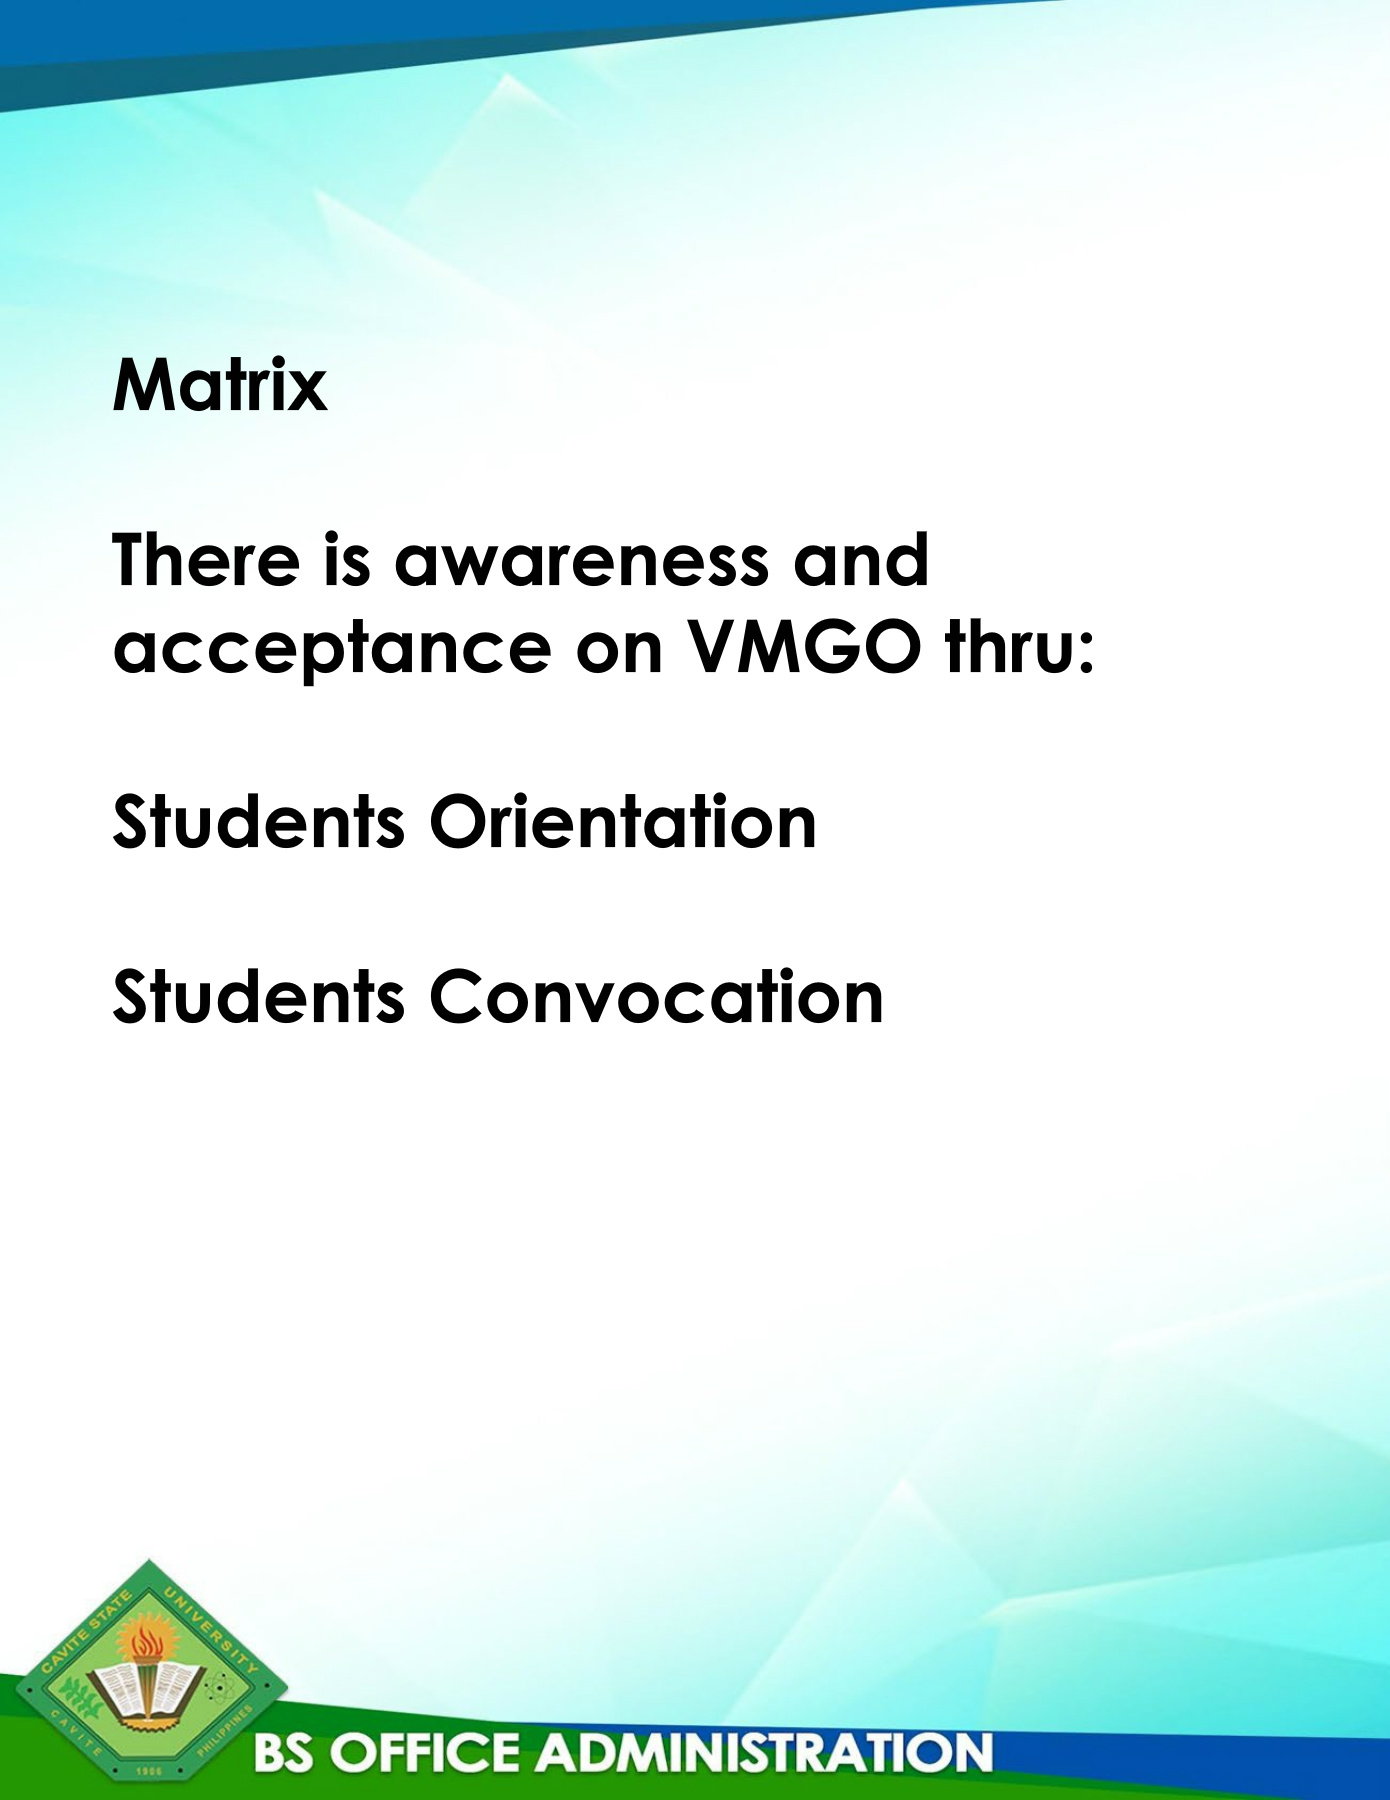 Matrix
There is awareness and
acceptance on VMGO thru:
Students Orientation
Students Convocation
CAVITE STATE UNIVERSITY
CAVITE PHILIPPINES
1906
BS OFFICE ADMINISTRATION